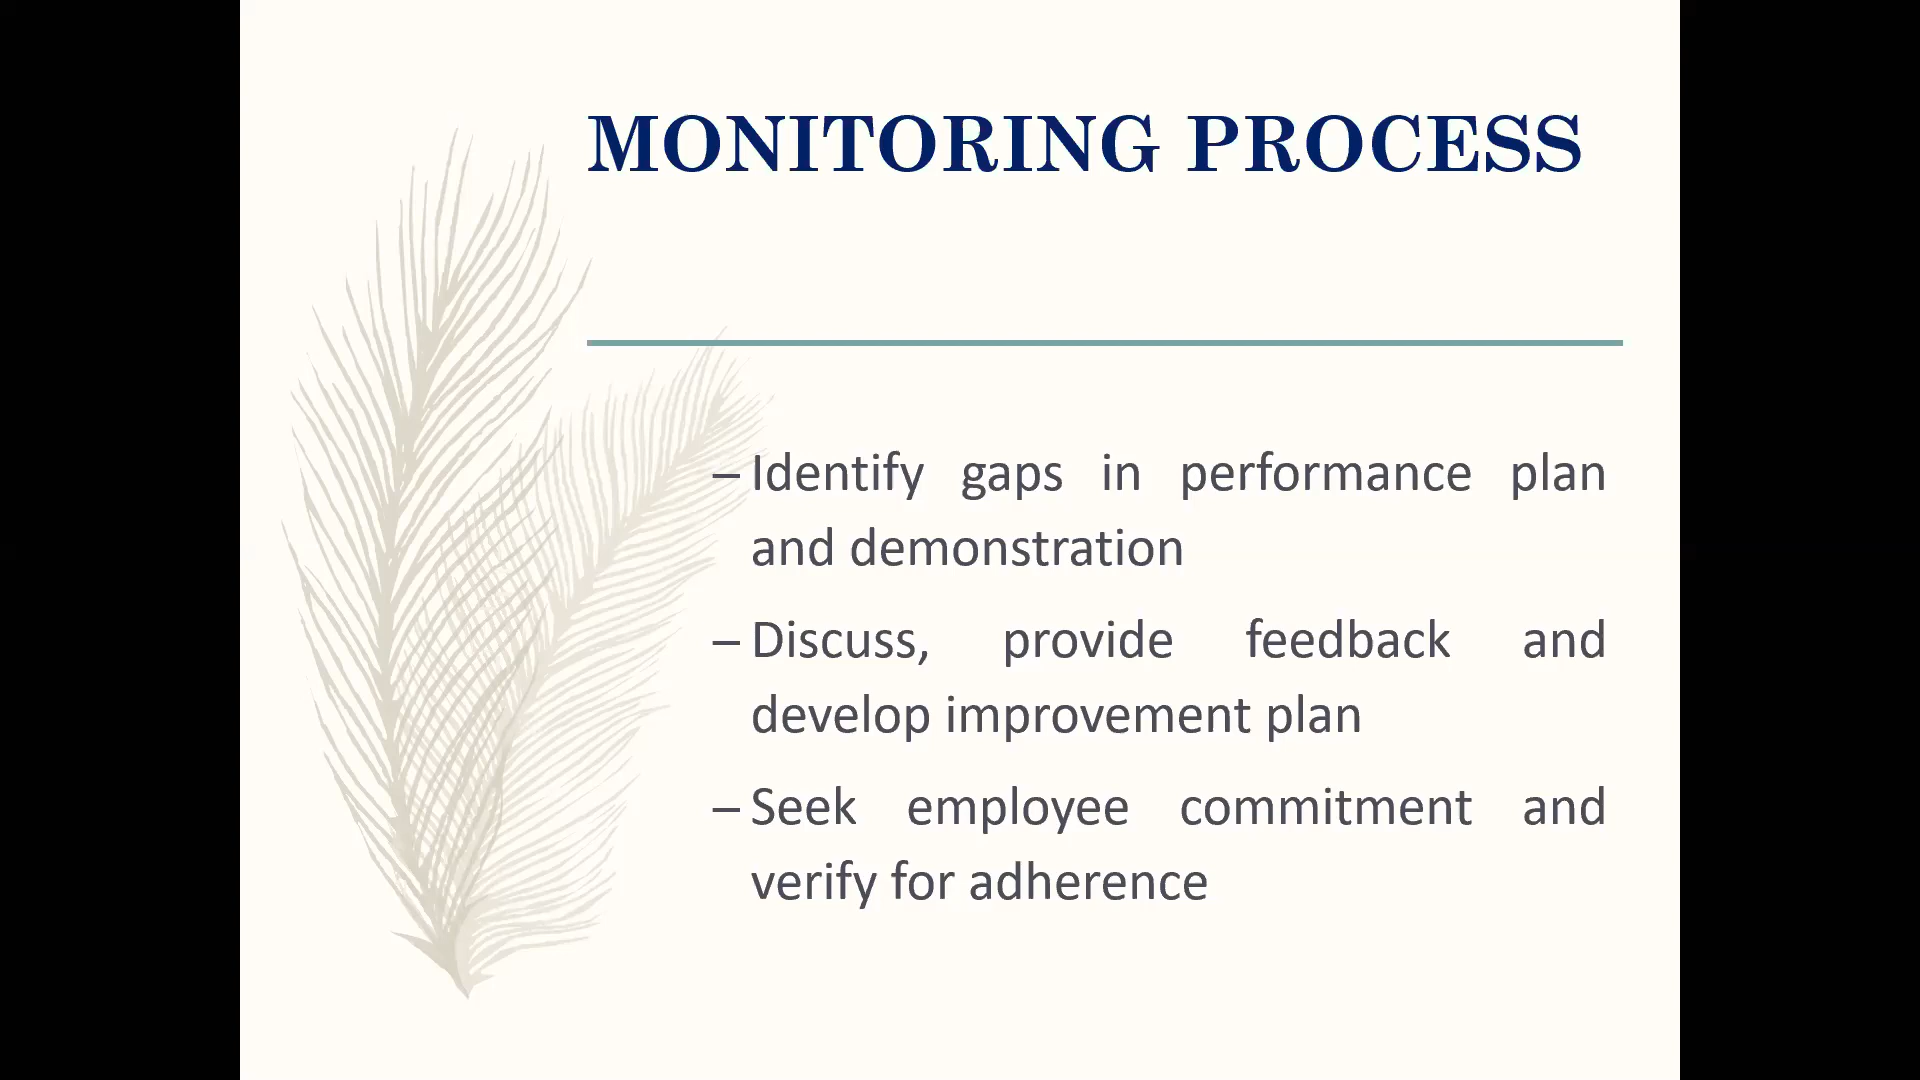 MONITORING PROCESS
– Identify gaps in performance plan
and demonstration
– Discuss, provide feedback and
develop improvement plan
– Seek employee commitment and
verify for adherence